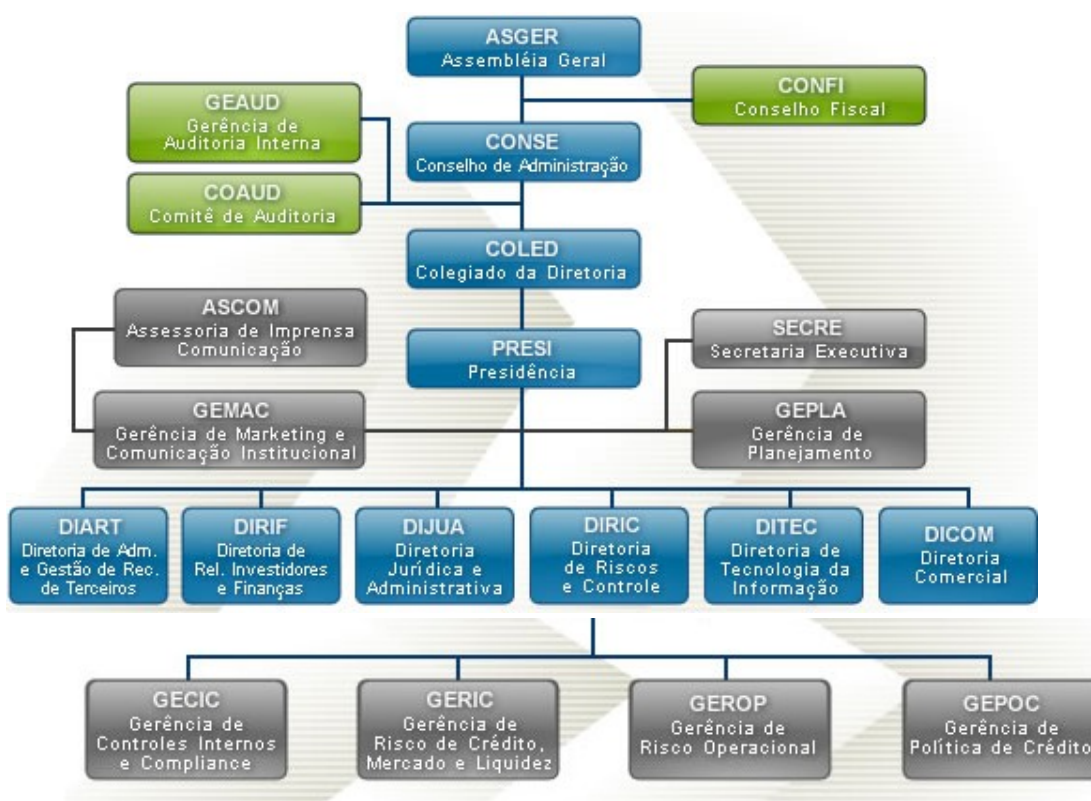 ASGER
Assembléia Geral
CONFI
Conselho Fiscal
GEAUD
Gerência de
Auditoria Interna
CONSE
Conselho de Administração
COAUD
Comitê de Auditoria
COLED
Colegiado da Diretoria
ASCOM
Assessoria de Imprensa
Comunicação
SECRE
Secretaria Executiva
PRESI
Presidência
GEMAC
Gerência de Marketing e
Comunicação Institucional
GEPLA
Gerência de
Planejamento
DIART
Diretoria de Adm.
e Gestão de Rec.
de Terceiros
DIRIF
Diretoria de
Rel. Investidores
e Finanças
DIJUA
Diretoria
Jurídica e
Administrativa
DIRIC
Diretoria
de Riscos
e Controle
DITEC
Diretoria de
Tecnologia da
Informação
DICOM
Diretoria
Comercial
GECIC
Gerência de
Controles Internos
e Compliance
GERIC
Gerência de
Risco de Crédito,
Mercado e Liquidez
GEROP
Gerência de
Risco Operacional
GEPOC
Gerência de
Política de Crédito